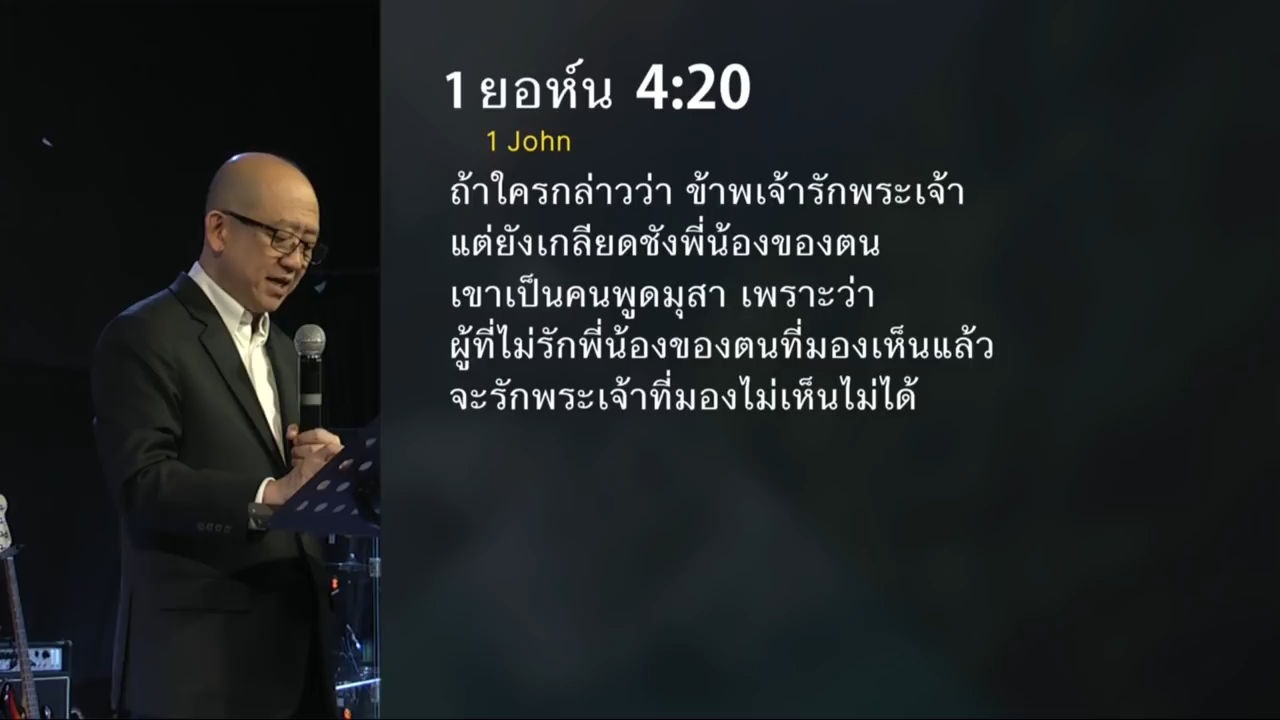 1 ยอห์น 4:20
1 John
ถ้าใครกล่าวว่า ข้าพเจ้ารักพระเจ้า
แต่ยังเกลียดชังพี่น้องของตน
เขาเป็นคนพูดมุสา เพราะว่า
ผู้ที่ไม่รักพี่น้องของตนที่มองเห็นแล้ว
จะรักพระเจ้าที่มองไม่เห็นไม่ได้